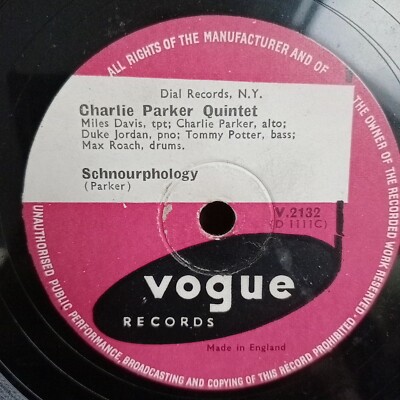 ALL RIGHTS OF THE MANUFACTURER AND OF THE OWNER OF THE RECORDED WORK RESERVED.
UNAUTHORISED PUBLIC PERFORMANCE, BROADCASTING AND COPYING OF THIS RECORD PROHIBITED.
Dial Records, N.Y.
Charlie Parker Quintet
Miles Davis, tpt; Charlie Parker, alto;
Duke Jordan, pno; Tommy Potter, bass;
Max Roach, drums.
Schnourphology
(Parker)
V.2132
(D 1111C)
vogue
RECORDS
Made in England